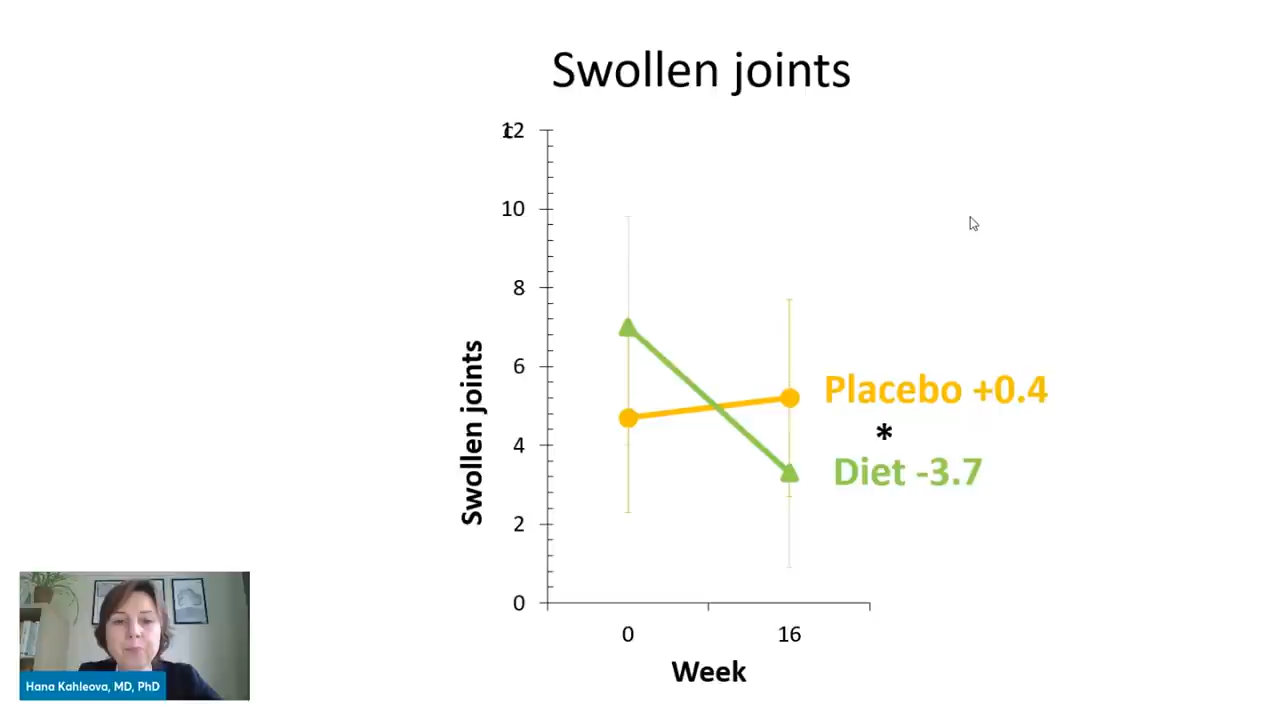 Swollen joints
12
10
8
6
4
2
0
Swollen joints
Placebo +0.4
*
Diet -3.7
0 16
Week
Hana Kahleova, MD, PhD